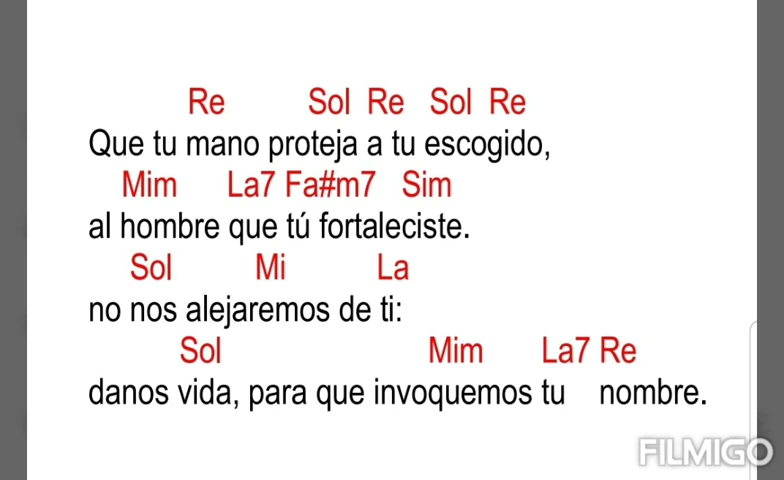 Re Sol Re Sol Re
Que tu mano proteja a tu escogido,
Mim La7 Fa#m7 Sim
al hombre que tú fortaleciste.
Sol Mi La
no nos alejaremos de ti:
Sol Mim La7 Re
danos vida, para que invoquemos tu nombre.
FILMIGO